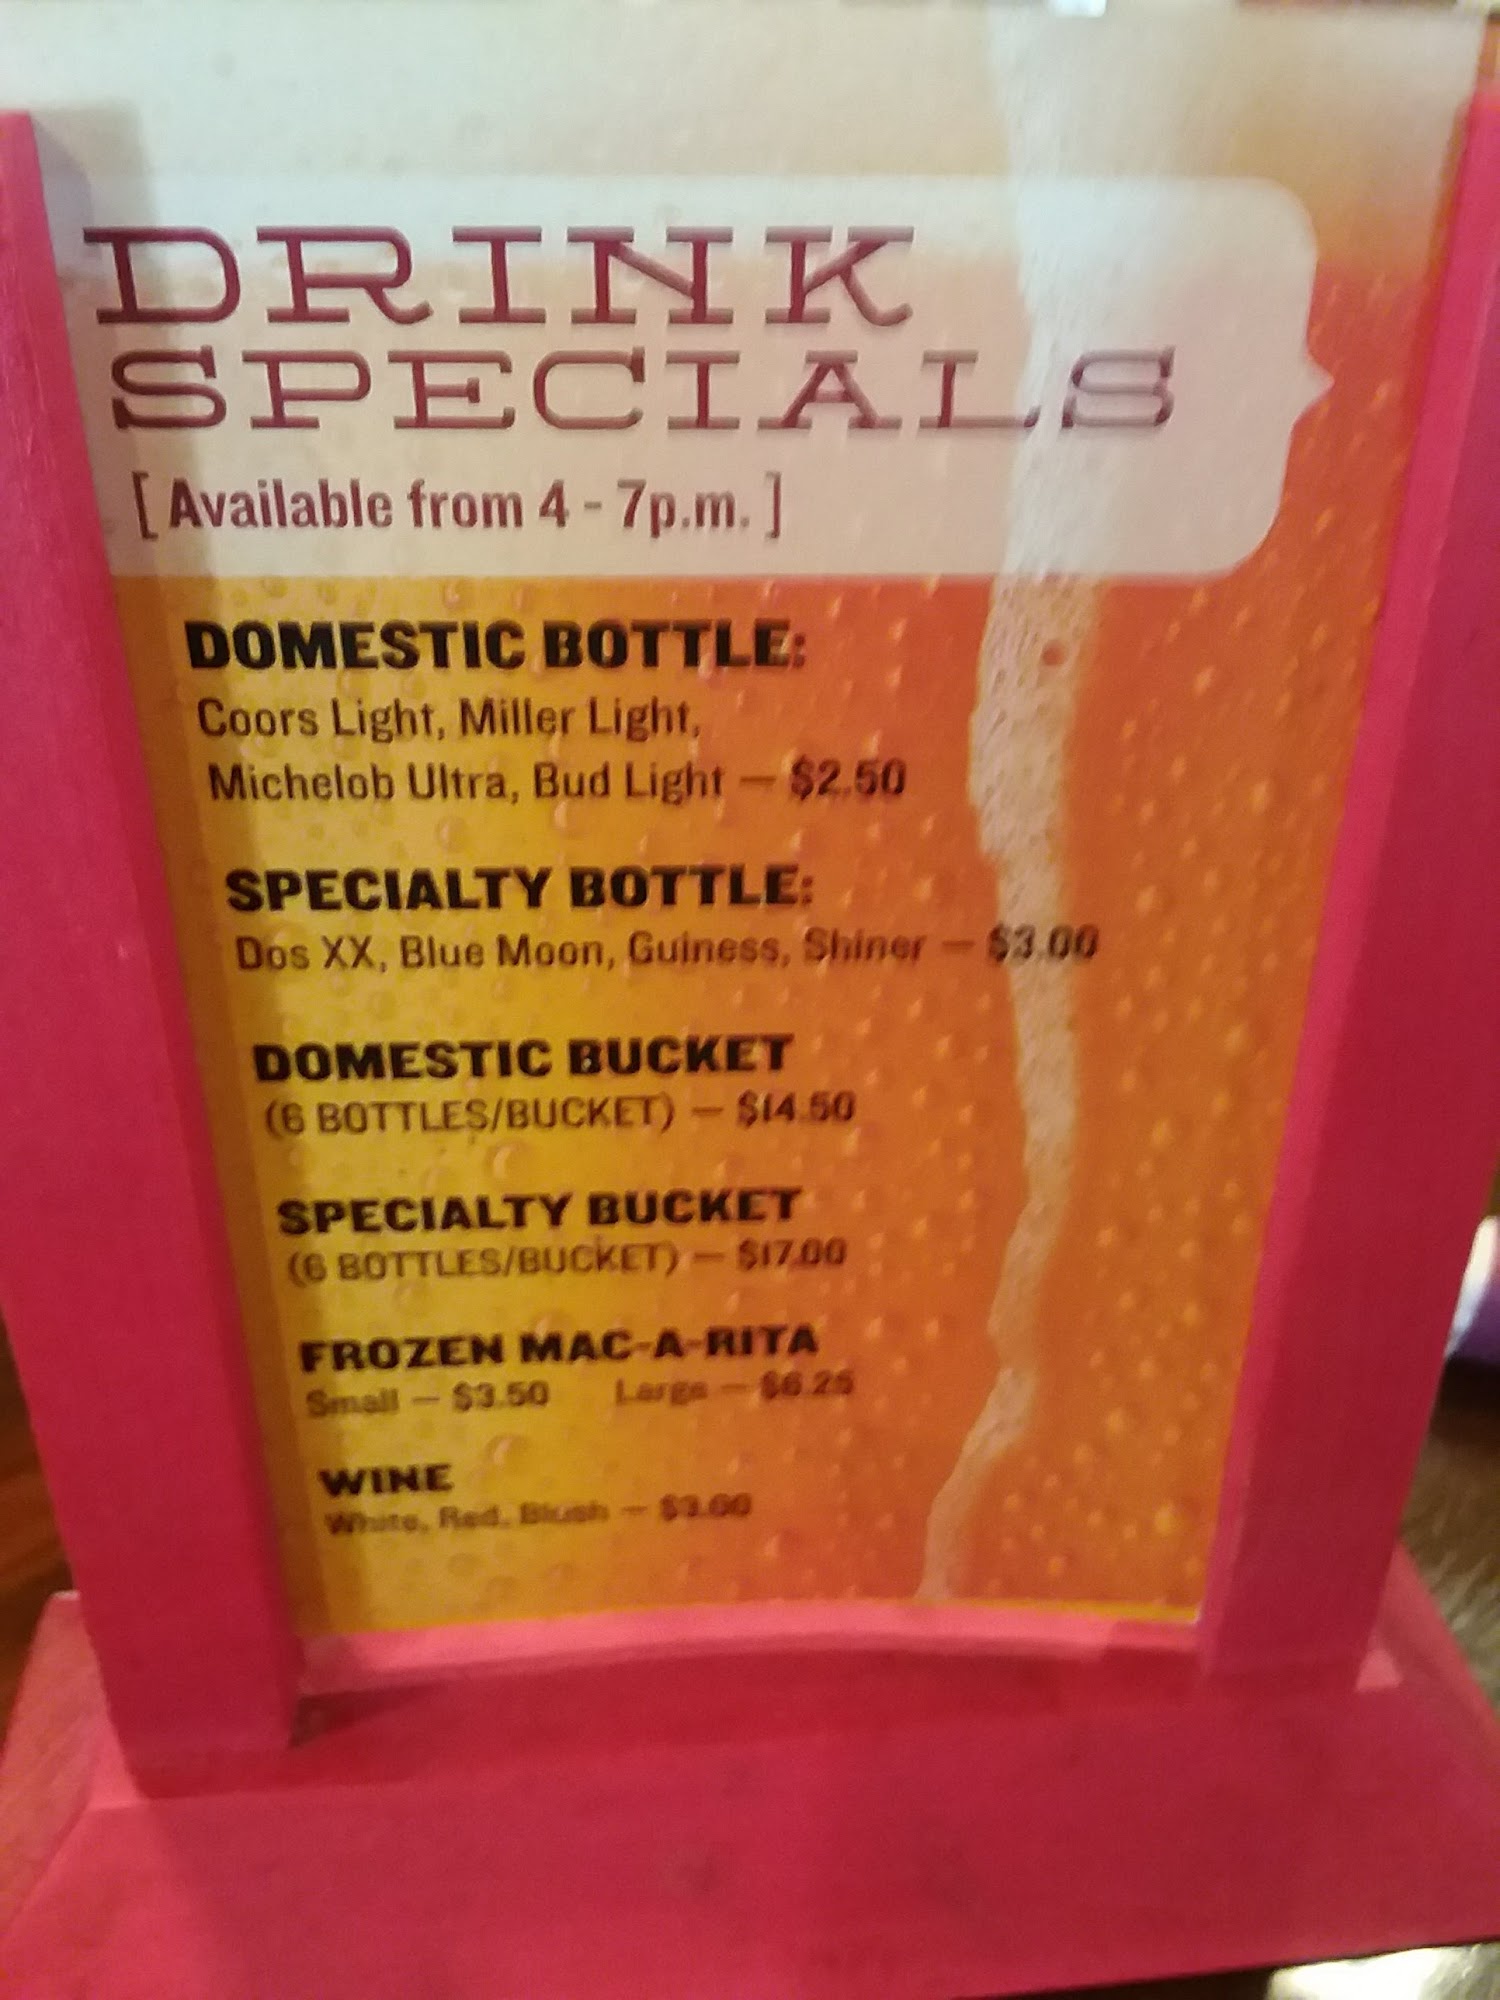 DRINK
SPECIALS
[ Available from 4 - 7p.m. ]
DOMESTIC BOTTLE:
Coors Light, Miller Light,
Michelob Ultra, Bud Light — $2.50
SPECIALTY BOTTLE:
Dos XX, Blue Moon, Guiness, Shiner — $3.00
DOMESTIC BUCKET
(6 BOTTLES/BUCKET) — $14.50
SPECIALTY BUCKET
(6 BOTTLES/BUCKET) — $17.00
FROZEN MAC-A-RITA
Small — $3.50 Large — $6.25
WINE
White, Red, Blush — $3.00